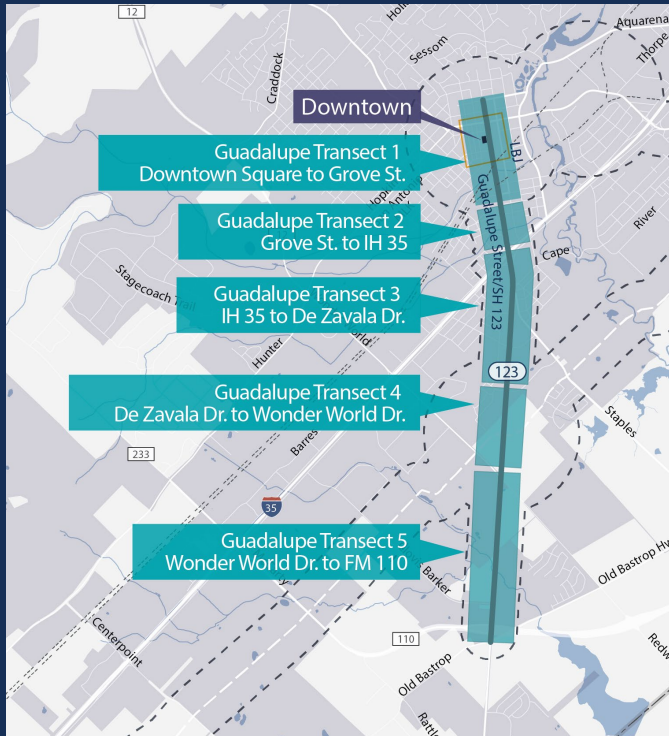 12
Sessom
Aquarena
Thorpe
Craddock
Downtown
Guadalupe Transect 1
Downtown Square to Grove St.
LBJ
Guadalupe Transect 2
Grove St. to IH 35
Guadalupe Street/SH 123
River
Cape
Stagecoach Trail
Guadalupe Transect 3
IH 35 to De Zavala Dr.
Hunter
123
Guadalupe Transect 4
De Zavala Dr. to Wonder World Dr.
Staples
Barres
233
35
Guadalupe Transect 5
Wonder World Dr. to FM 110
Barker
Old Bastrop Hw
Centerpoint
110
Old Bastrop
Redw
Rattl